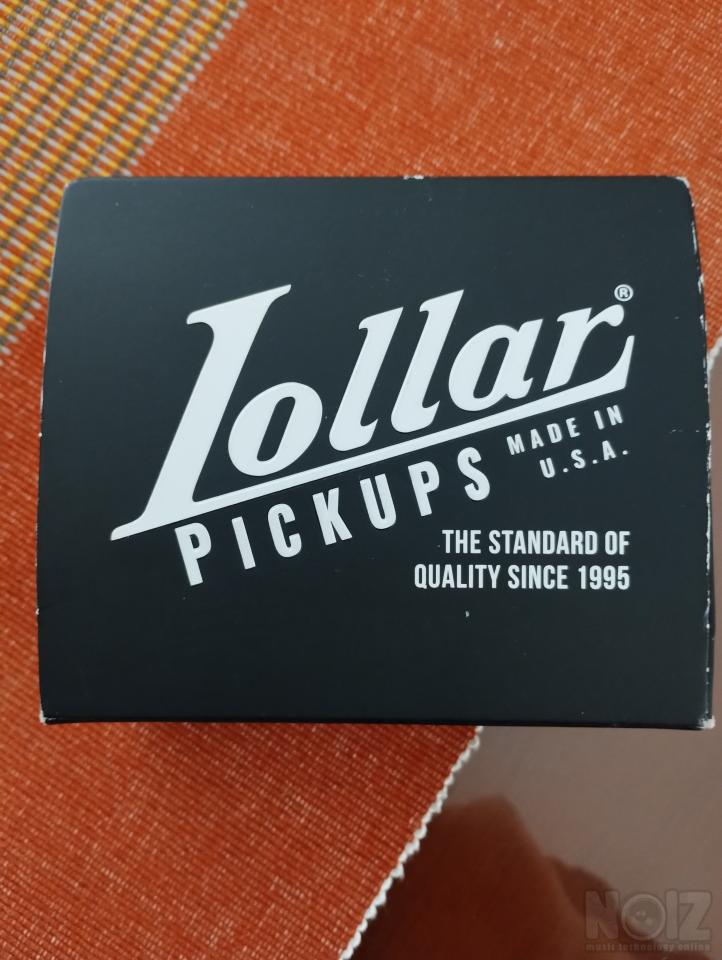 Lollar®
PICKUPS
MADE IN
U.S.A.
THE STANDARD OF
QUALITY SINCE 1995
NOIZ
music technology online